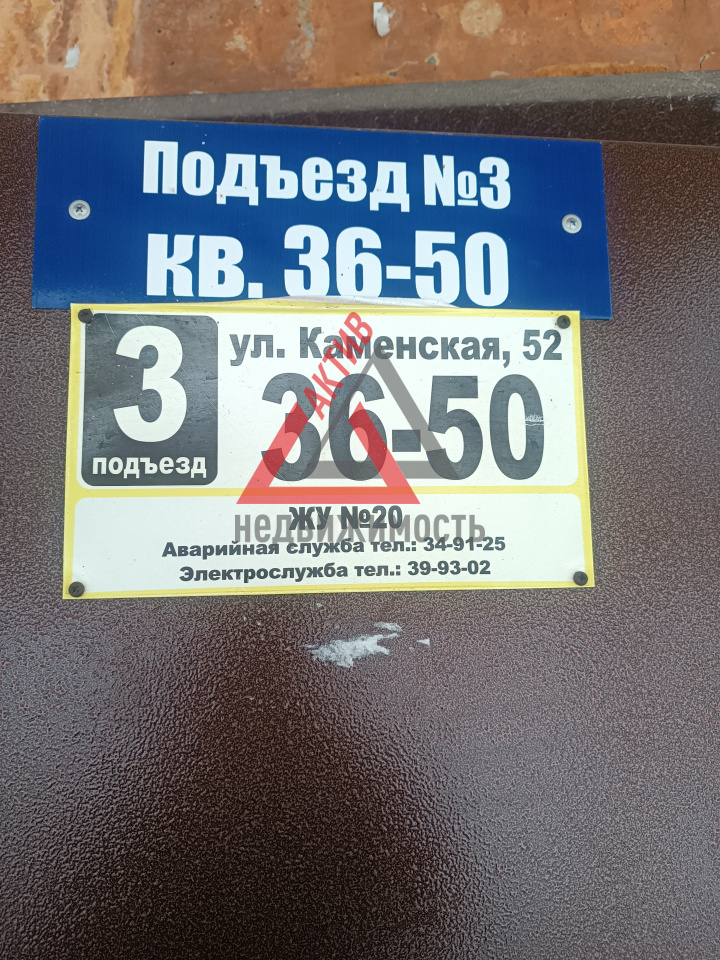 Подъезд №3
кв. 36-50
3
подъезд
ул. Каменская, 52
36-50
АКТИВ
недвижимость
ЖУ №20
Аварийная служба тел.: 34-91-25
Электрослужба тел.: 39-93-02